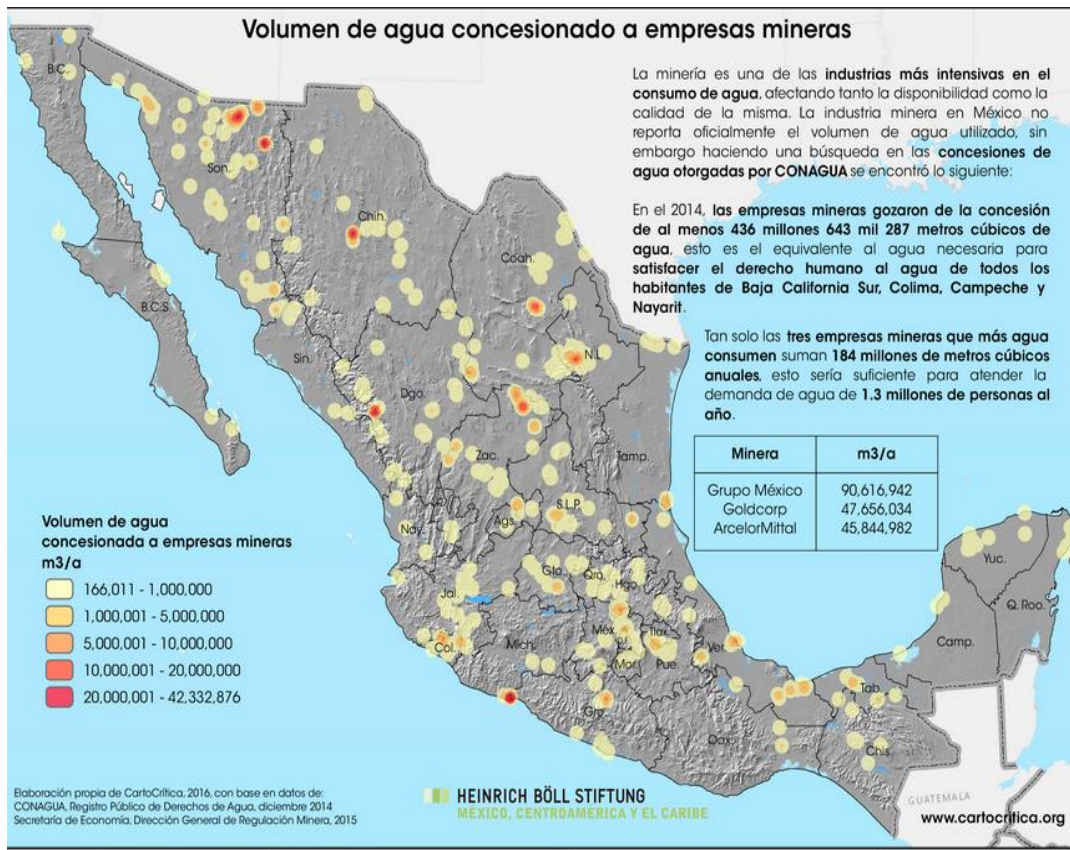 Volumen de agua concesionado a empresas mineras
La minería es una de las industrias más intensivas en el
consumo de agua, afectando tanto la disponibilidad como la
calidad de la misma. La industria minera en México no
reporta oficialmente el volumen de agua utilizado, sin
embargo haciendo una búsqueda en las concesiones de
agua otorgadas por CONAGUA se encontró lo siguiente:
En el 2014, las empresas mineras gozaron de la concesión
de al menos 436 millones 643 mil 287 metros cúbicos de
agua, esto es el equivalente al agua necesaria para
satisfacer el derecho humano al agua de todos los
habitantes de Baja California Sur, Colima, Campeche y
Nayarit.
Tan solo las tres empresas mineras que más agua
consumen suman 184 millones de metros cúbicos
anuales, esto sería suficiente para atender la
demanda de agua de 1.3 millones de personas al
año.
Minera m3/a
Grupo México 90,616,942
Goldcorp 47,656,034
ArcelorMittal 45,844,982
B.C.
Son.
Chih.
Coah.
B.C.S.
Sin.
Dgo.
N.L.
Zac.
Tamp.
S.L.P.
Ags.
Nay.
Jal.
Gto.
Qro.
Hgo.
Col.
Mich.
Méx.
Tlax.
Mor.
Pue.
Ver.
Gro.
Oax.
Tab.
Chis.
Camp.
Yuc.
Q. Roo.
GUATEMALA
Volumen de agua
concesionada a empresas mineras
m3/a
166,011 - 1,000,000
1,000,001 - 5,000,000
5,000,001 - 10,000,000
10,000,001 - 20,000,000
20,000,001 - 42,332,876
Elaboración propia de CartoCrítica, 2016, con base en datos de:
CONAGUA, Registro Público de Derechos de Agua, diciembre 2014
Secretaría de Economía, Dirección General de Regulación Minera, 2015
HEINRICH BÖLL STIFTUNG
MÉXICO, CENTROAMÉRICA Y EL CARIBE
www.cartocritica.org